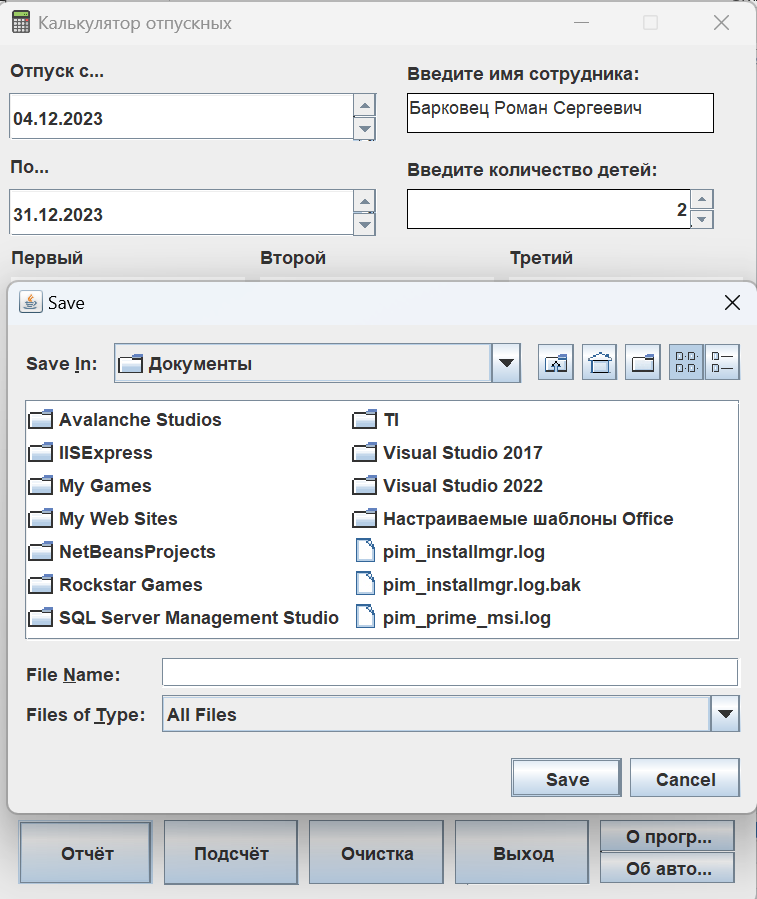 Калькулятор отпускных
Отпуск с...
Введите имя сотрудника:
04.12.2023
Барковец Роман Сергеевич
По...
Введите количество детей:
31.12.2023
2
Первый Второй Третий
Save
Save In: Документы
Avalanche Studios
IISExpress
My Games
My Web Sites
NetBeansProjects
Rockstar Games
SQL Server Management Studio
TI
Visual Studio 2017
Visual Studio 2022
Настраиваемые шаблоны Office
pim_installmgr.log
pim_installmgr.log.bak
pim_prime_msi.log
File Name:
Files of Type: All Files
Save Cancel
Отчёт Подсчёт Очистка Выход
О прогр...
Об авто...